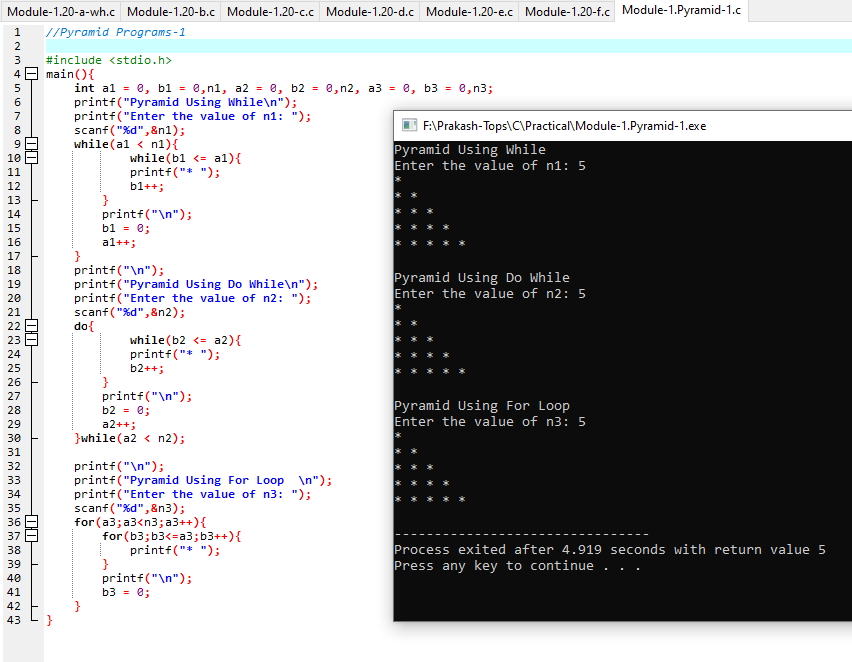 Module-1.20-a-wh.c Module-1.20-b.c Module-1.20-c.c Module-1.20-d.c Module-1.20-e.c Module-1.20-f.c Module-1.Pyramid-1.c
1 //Pyramid Programs-1
2
3 #include <stdio.h>
4 main(){
5 int a1 = 0, b1 = 0,n1, a2 = 0, b2 = 0,n2, a3 = 0, b3 = 0,n3;
6 printf("Pyramid Using While\n");
7 printf("Enter the value of n1: ");
8 scanf("%d",&n1);
9 while(a1 < n1){
10 while(b1 <= a1){
11 printf("* ");
12 b1++;
13 }
14 printf("\n");
15 b1 = 0;
16 a1++;
17 }
18 printf("\n");
19 printf("Pyramid Using Do While\n");
20 printf("Enter the value of n2: ");
21 scanf("%d",&n2);
22 do{
23 while(b2 <= a2){
24 printf("* ");
25 b2++;
26 }
27 printf("\n");
28 b2 = 0;
29 a2++;
30 }while(a2 < n2);
31
32 printf("\n");
33 printf("Pyramid Using For Loop  \n");
34 printf("Enter the value of n3: ");
35 scanf("%d",&n3);
36 for(a3;a3<n3;a3++){
37 for(b3;b3<=a3;b3++){
38 printf("* ");
39 }
40 printf("\n");
41 b3 = 0;
42 }
43 }
F:\Prakash-Tops\C\Practical\Module-1.Pyramid-1.exe
Pyramid Using While
Enter the value of n1: 5
*
* *
* * *
* * * *
* * * * *
Pyramid Using Do While
Enter the value of n2: 5
*
* *
* * *
* * * *
* * * * *
Pyramid Using For Loop
Enter the value of n3: 5
*
* *
* * *
* * * *
* * * * *
--------------------------------
Process exited after 4.919 seconds with return value 5
Press any key to continue . . .